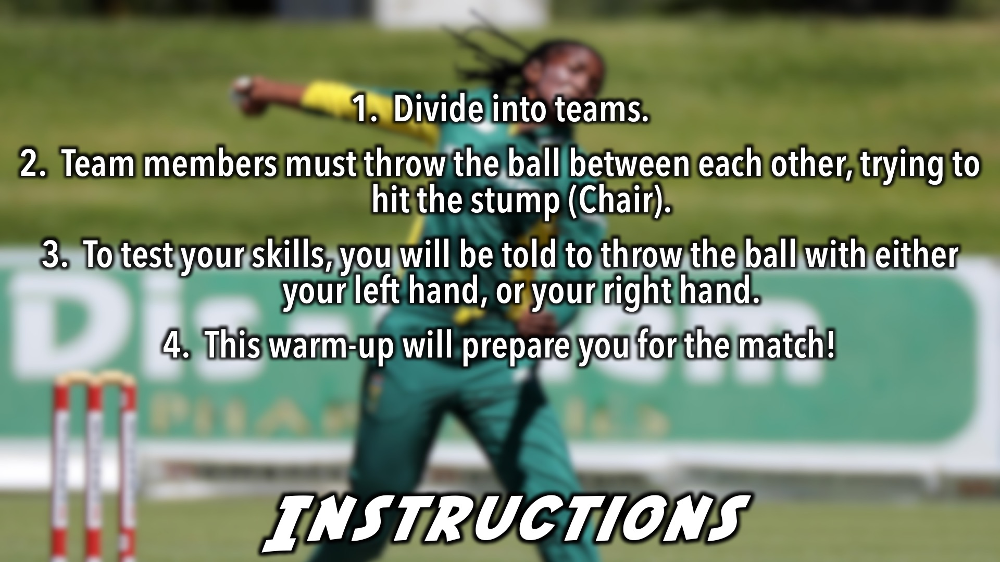 1. Divide into teams.
2. Team members must throw the ball between each other, trying to
hit the stump (Chair).
3. To test your skills, you will be told to throw the ball with either
your left hand, or your right hand.
4. This warm-up will prepare you for the match!
Instructions